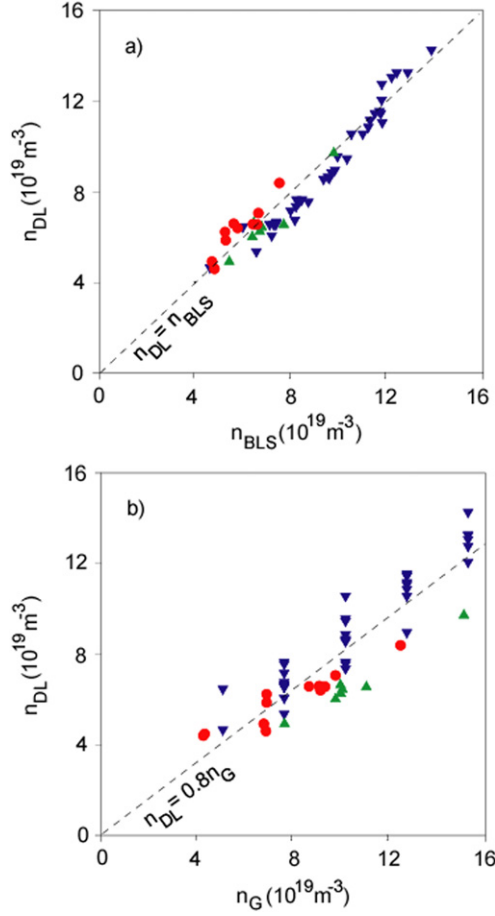 16
a)
12
n_DL (10^19 m^-3)
8
4
n_DL = n_BLS
0
0 4 8 12 16
n_BLS (10^19 m^-3)
16
b)
12
n_DL (10^19 m^-3)
8
4
n_DL = 0.8n_G
0
4 8 12 16
n_G (10^19 m^-3)